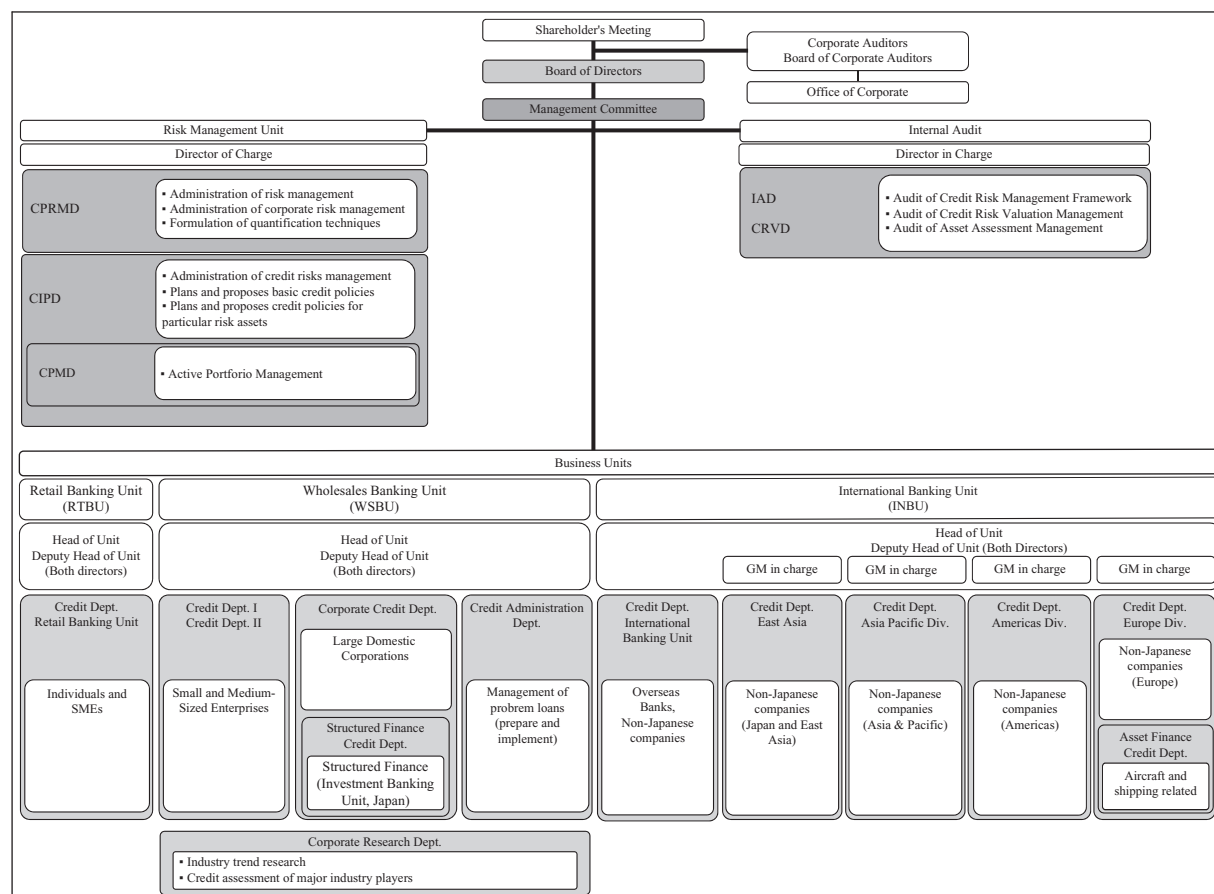 Shareholder's Meeting
Corporate Auditors
Board of Corporate Auditors
Board of Directors
Office of Corporate
Management Committee
Risk Management Unit
Internal Audit
Director of Charge
Director in Charge
CPRMD
▪ Administration of risk management
▪ Administration of corporate risk management
▪ Formulation of quantification techniques
IAD
CRVD
▪ Audit of Credit Risk Management Framework
▪ Audit of Credit Risk Valuation Management
▪ Audit of Asset Assessment Management
CIPD
▪ Administration of credit risks management
▪ Plans and proposes basic credit policies
▪ Plans and proposes credit policies for
particular risk assets
CPMD
▪ Active Portforio Management
Business Units
Retail Banking Unit
(RTBU)
Wholesales Banking Unit
(WSBU)
International Banking Unit
(INBU)
Head of Unit
Deputy Head of Unit
(Both directors)
Head of Unit
Deputy Head of Unit
(Both directors)
Head of Unit
Deputy Head of Unit (Both Directors)
GM in charge
GM in charge
GM in charge
GM in charge
Credit Dept.
Retail Banking Unit
Individuals and
SMEs
Credit Dept. I
Credit Dept. II
Small and Medium-
Sized Enterprises
Corporate Credit Dept.
Large Domestic
Corporations
Structured Finance
Credit Dept.
Structured Finance
(Investment Banking
Unit, Japan)
Credit Administration
Dept.
Management of
probrem loans
(prepare and
implement)
Credit Dept.
International
Banking Unit
Overseas
Banks,
Non-Japanese
companies
Credit Dept.
East Asia
Non-Japanese
companies
(Japan and East
Asia)
Credit Dept.
Asia Pacific Div.
Non-Japanese
companies
(Asia & Pacific)
Credit Dept.
Americas Div.
Non-Japanese
companies
(Americas)
Credit Dept.
Europe Div.
Non-Japanese
companies
(Europe)
Asset Finance
Credit Dept.
Aircraft and
shipping related
Corporate Research Dept.
▪ Industry trend research
▪ Credit assessment of major industry players